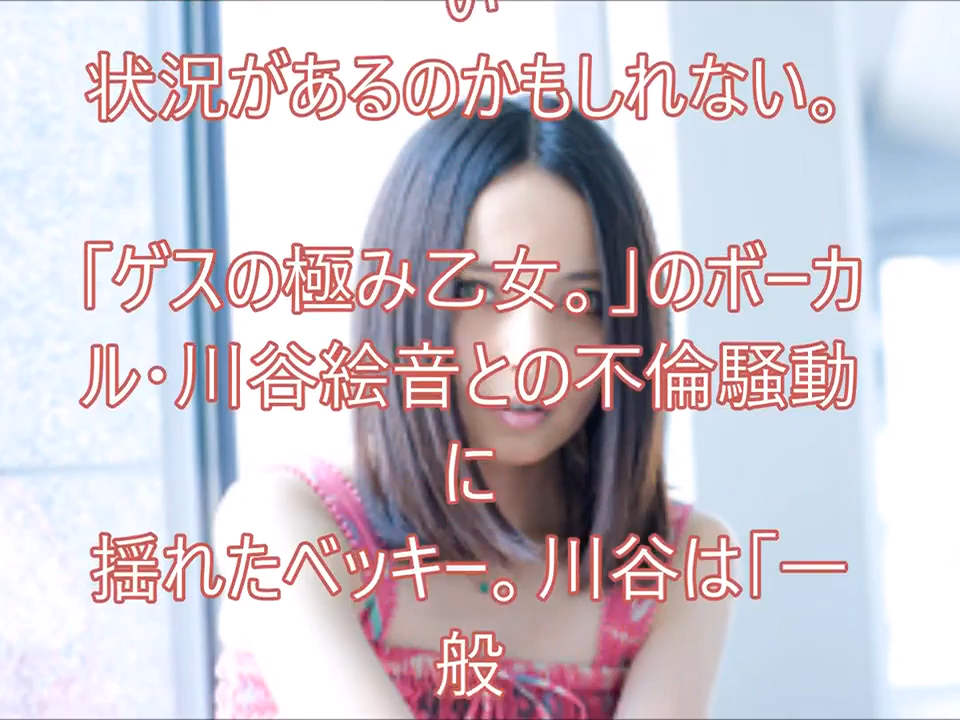 い
状況があるのかもしれない。
「ゲスの極み乙女。」のボーカ
ル・川谷絵音との不倫騒動
に
揺れたベッキー。川谷は「一
般